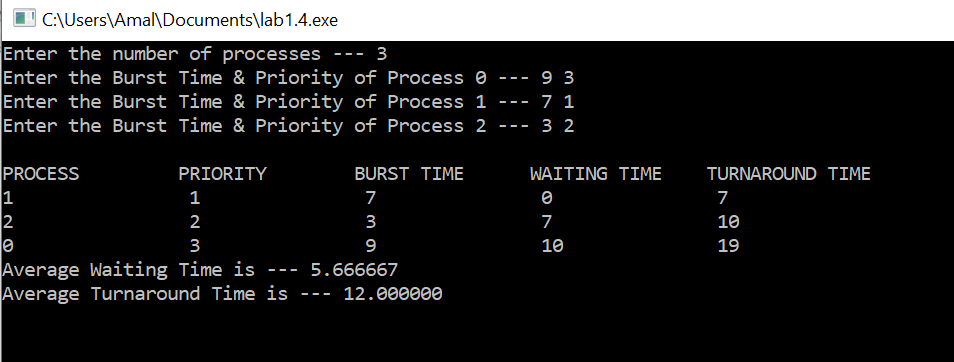 C:\Users\Amal\Documents\lab1.4.exe
Enter the number of processes --- 3
Enter the Burst Time & Priority of Process 0 --- 9 3
Enter the Burst Time & Priority of Process 1 --- 7 1
Enter the Burst Time & Priority of Process 2 --- 3 2
PROCESS PRIORITY BURST TIME WAITING TIME TURNAROUND TIME
1 1 7 0 7
2 2 3 7 10
0 3 9 10 19
Average Waiting Time is --- 5.666667
Average Turnaround Time is --- 12.000000